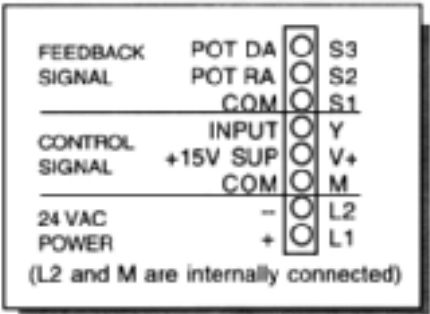 FEEDBACK SIGNAL
POT DA S3
POT RA S2
COM S1
CONTROL SIGNAL
INPUT Y
+15V SUP V+
COM M
24 VAC POWER
-- L2
+ L1
(L2 and M are internally connected)